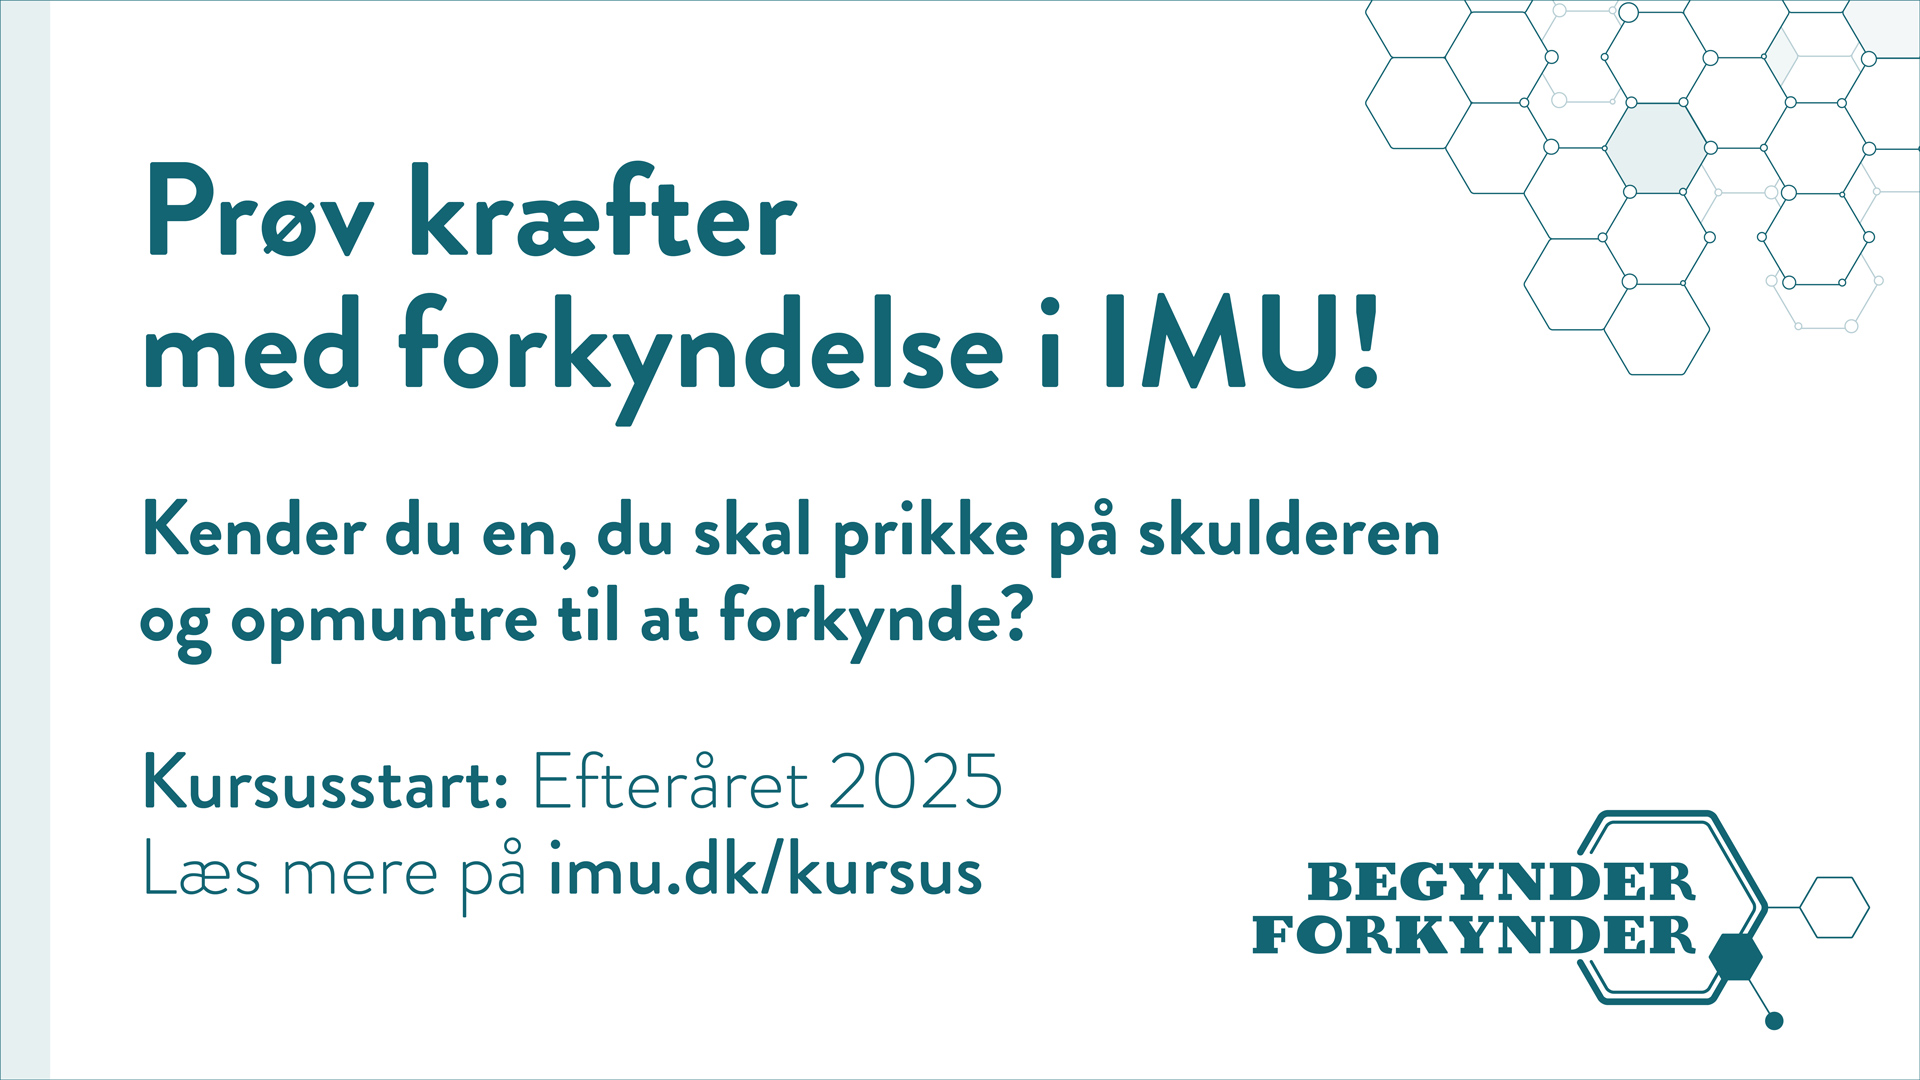 Prøv kræfter
med forkyndelse i IMU!
Kender du en, du skal prikke på skulderen
og opmuntre til at forkynde?
Kursusstart: Efteråret 2025
Læs mere på imu.dk/kursus
BEGYNDER
FORKYNDER